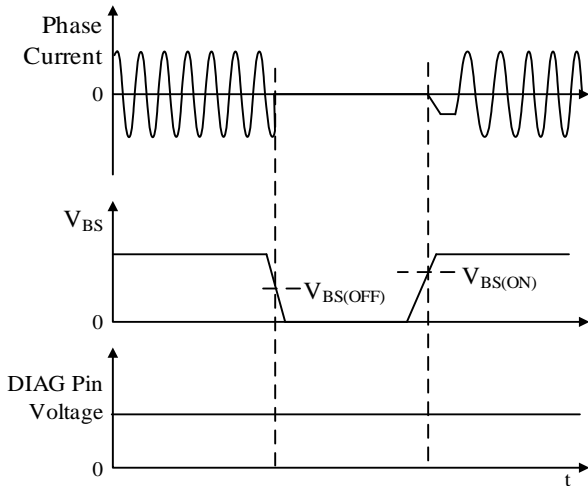 Phase
Current
0
V_BS
V_BS(OFF)
V_BS(ON)
0
DIAG Pin
Voltage
0
t